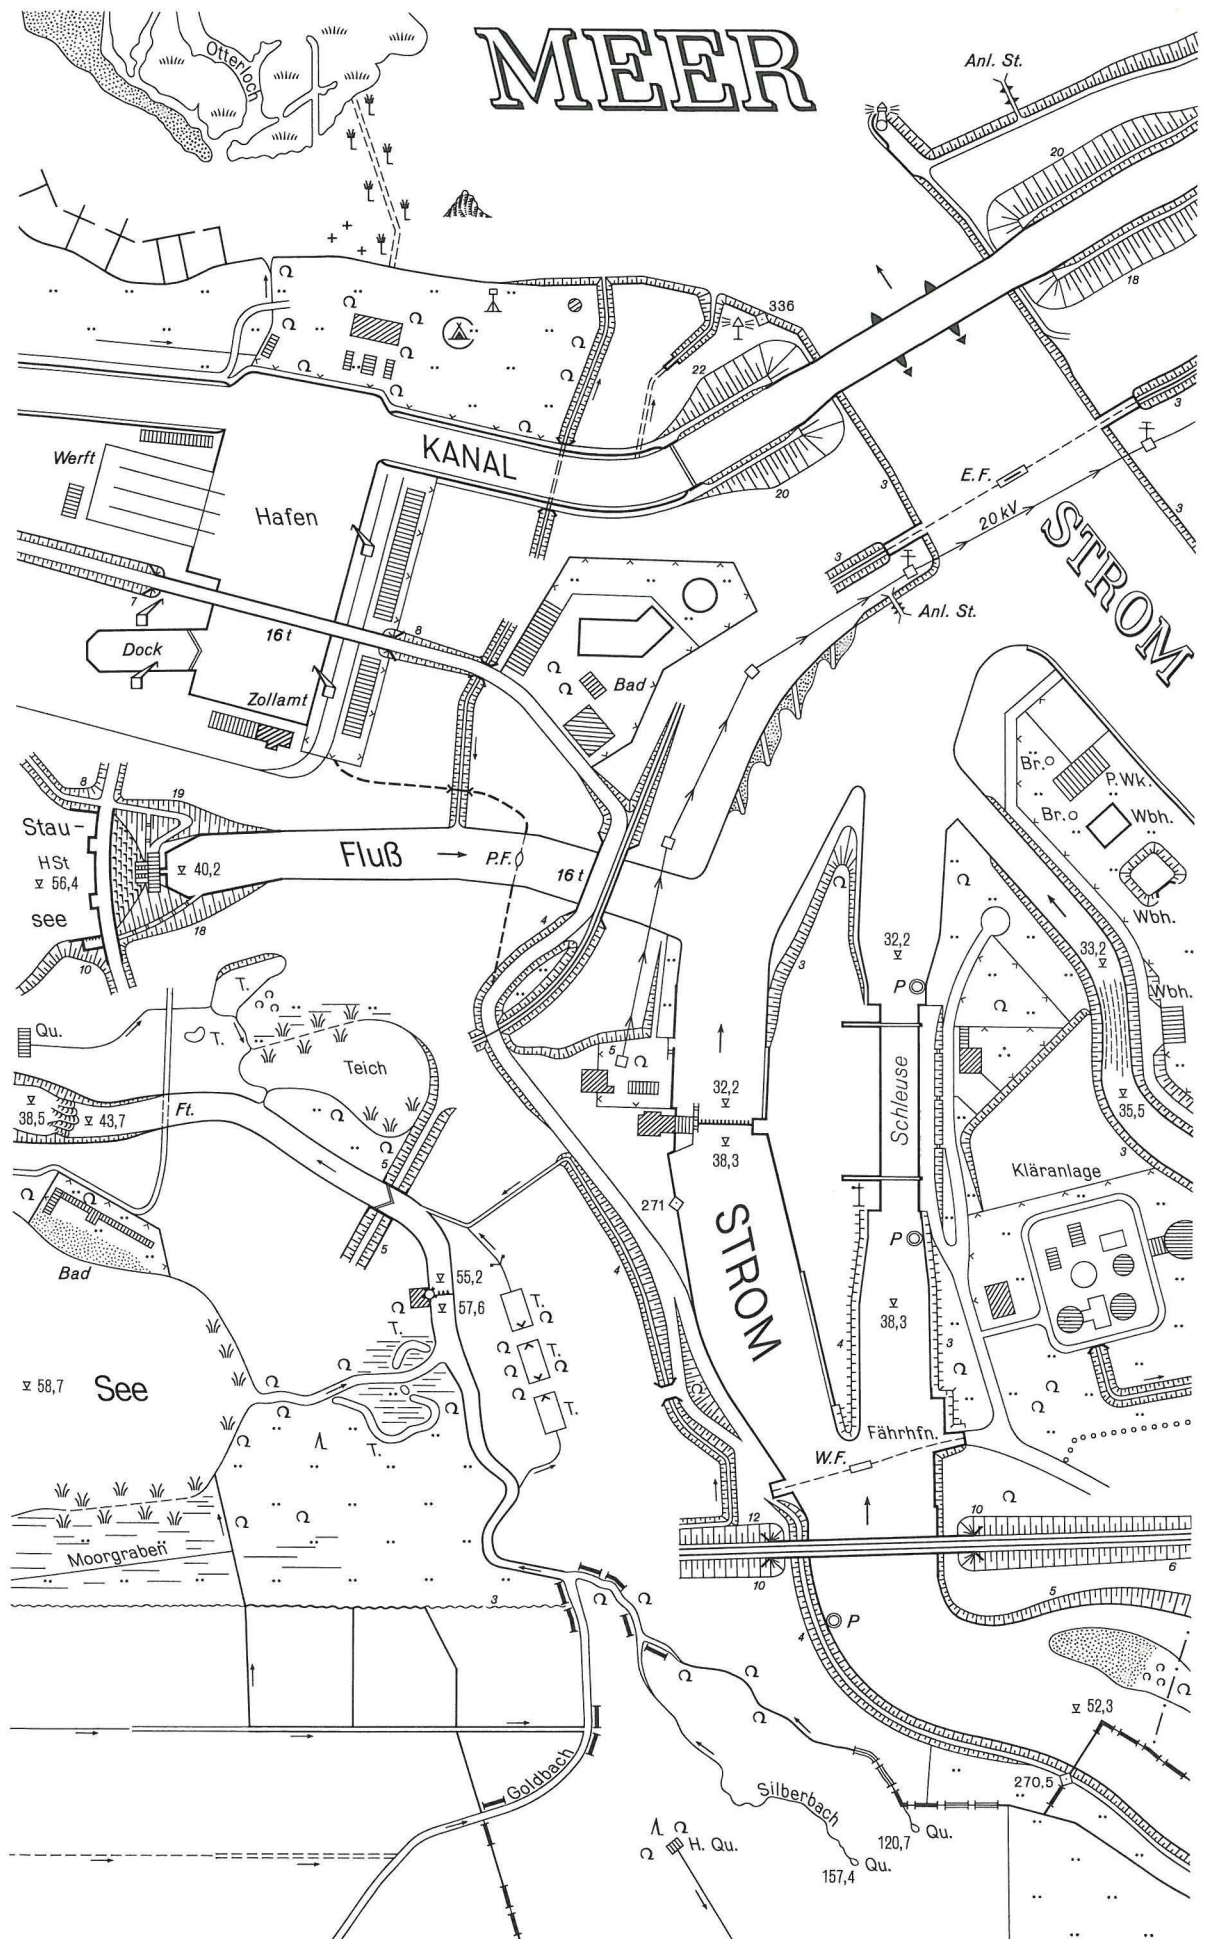 MEER
Otterloch
Anl. St.
20
18
336
22
3
KANAL
Werft
20
E.F.
3
Hafen
20 kV
3
STROM
3
7
8
16 t
Anl. St.
Dock
Bad
Zollamt
Br.
P. Wk.
8
19
Br.
Wbh.
Stau-
Fluß
P.F.
HSt
40,2
56,4
16 t
see
4
18
3
32,2
33,2
Wbh.
10
T.
P
Wbh.
Qu.
T.
Teich
5
32,2
Schleuse
38,5
43,7
Ft.
35,5
38,3
3
5
Kläranlage
271
5
STROM
P
Bad
4
55,2
57,6
T.
38,3
T.
T.
4
3
58,7
See
T.
T.
Fährhfn.
W.F.
12
10
Moorgraben
10
6
3
5
P
4
52,3
Goldbach
270,5
Silberbach
H. Qu.
120,7
Qu.
157,4
Qu.